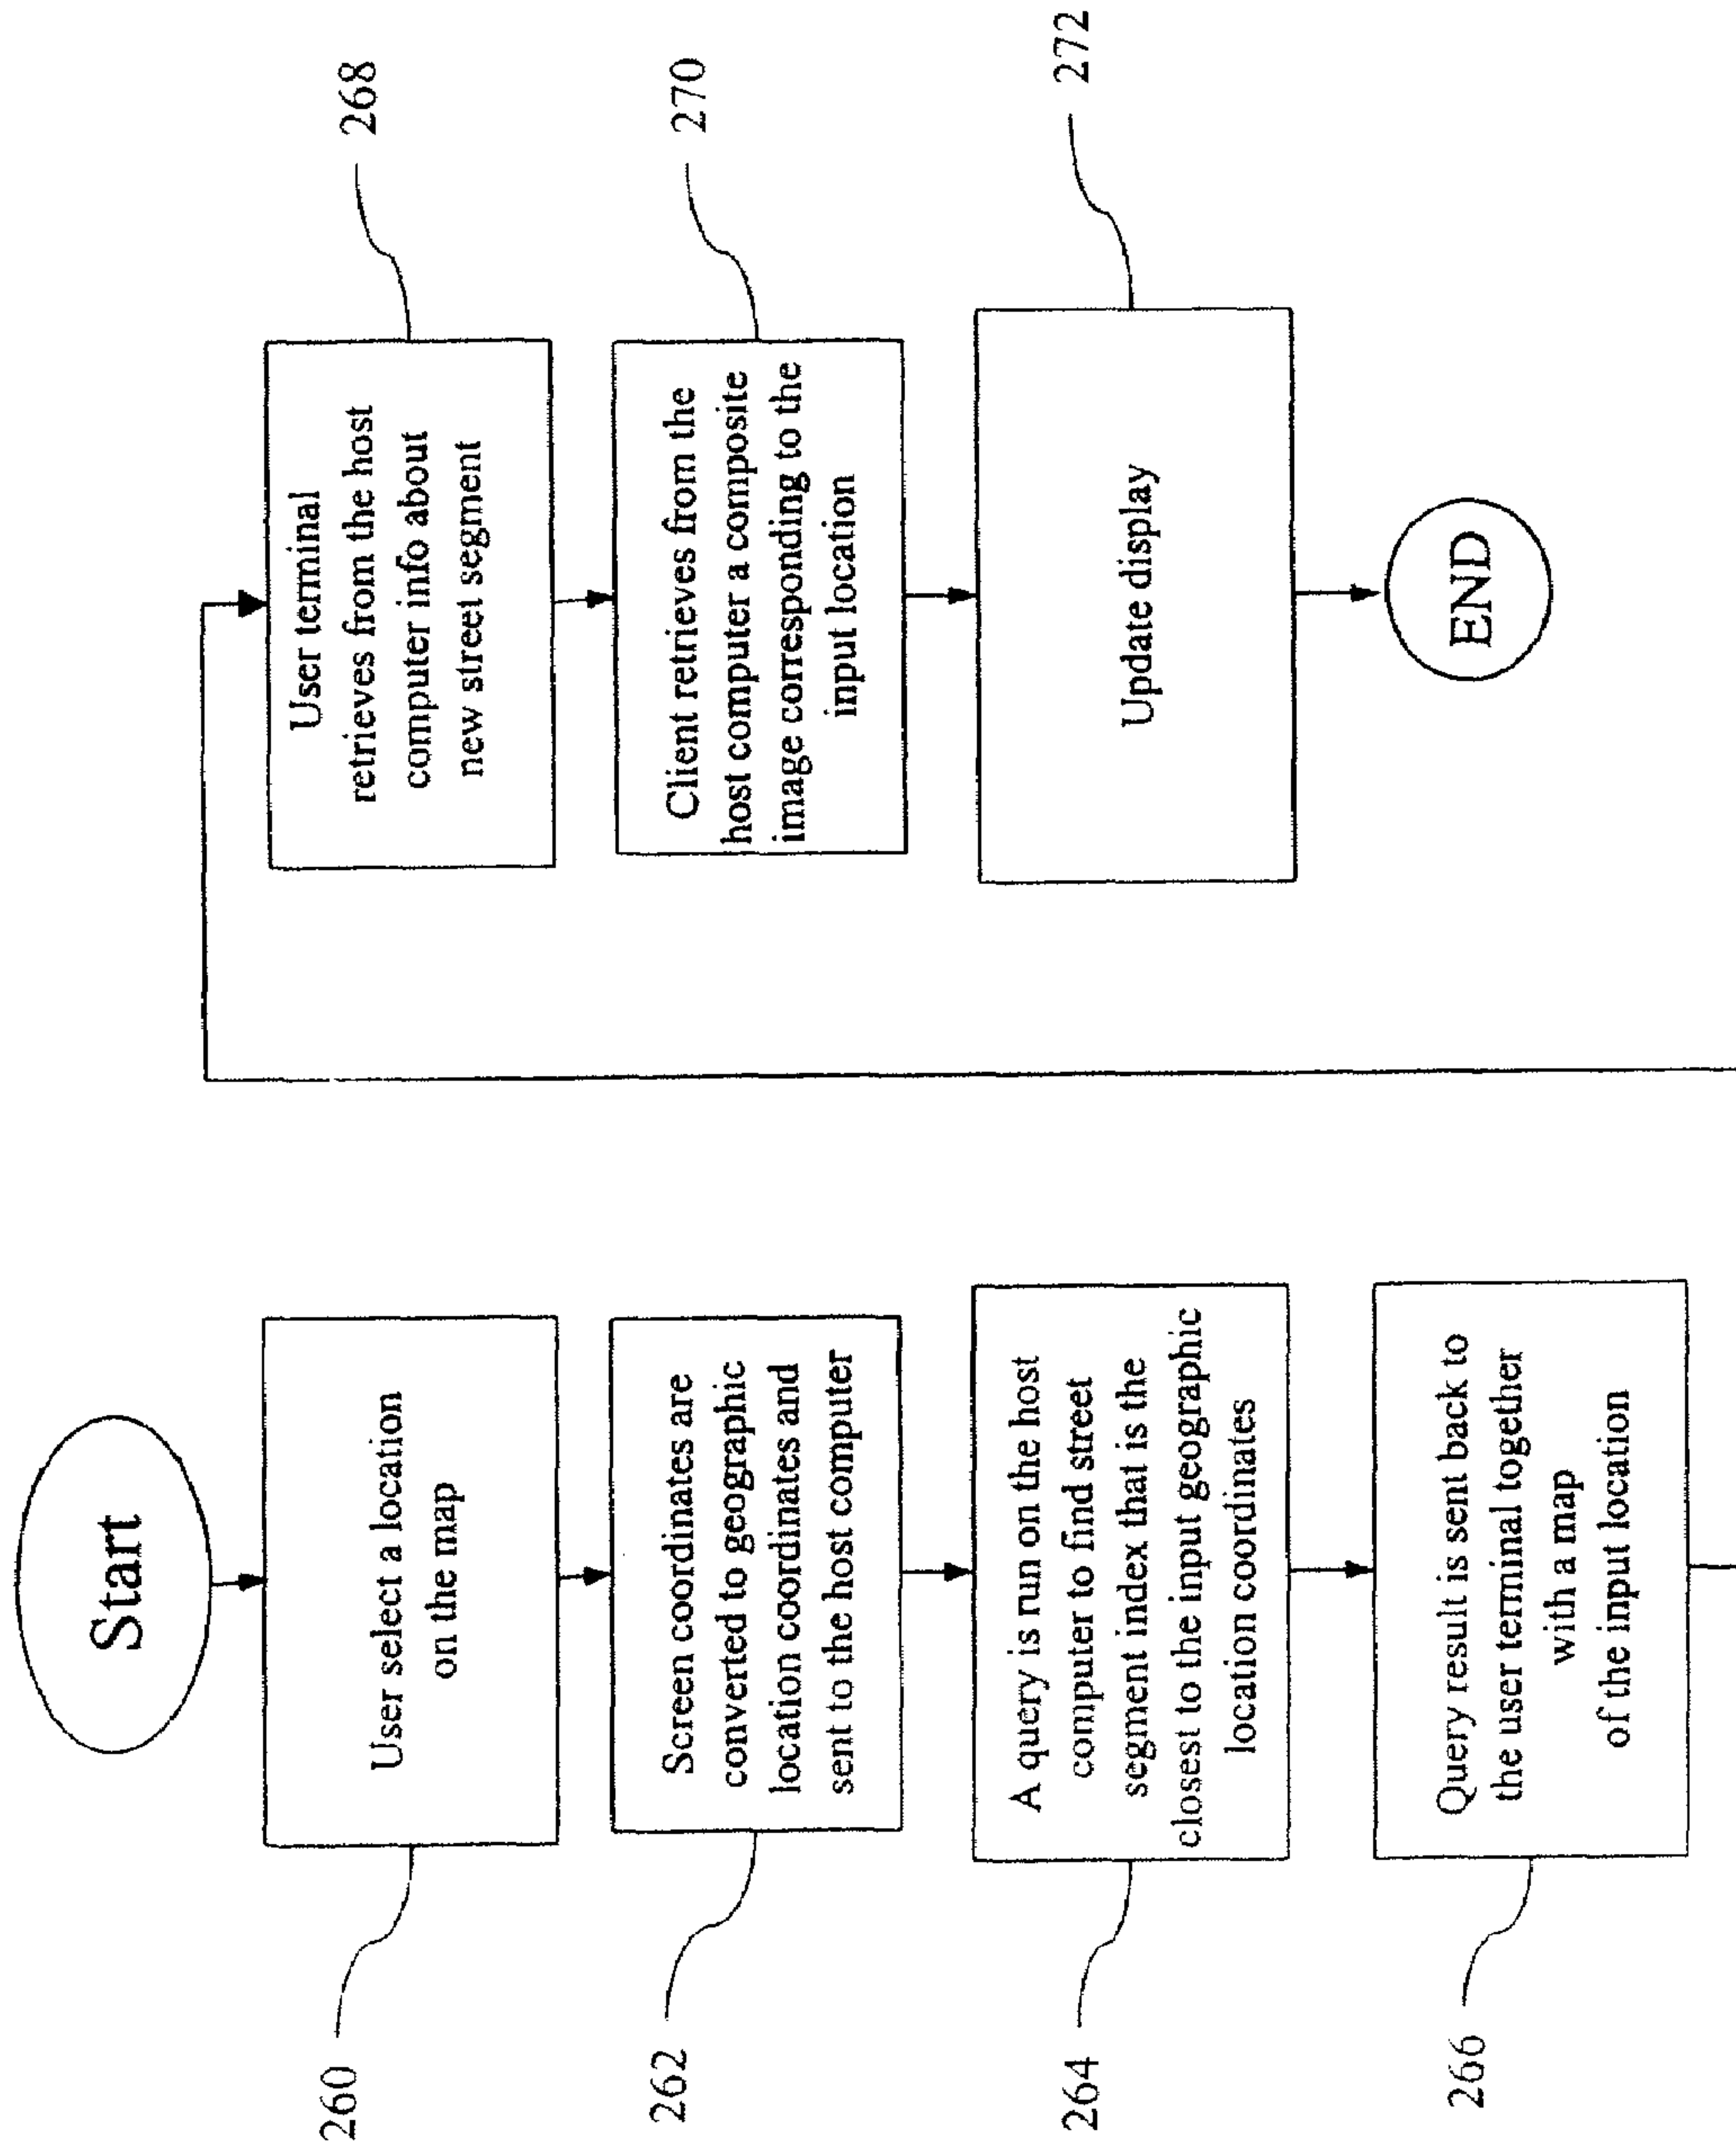 Start
260
User select a location
on the map
262
Screen coordinates are
converted to geographic
location coordinates and
sent to the host computer
264
A query is run on the host
computer to find street
segment index that is the
closest to the input geographic
location coordinates
266
Query result is sent back to
the user terminal together
with a map
of the input location
268
User terminal
retrieves from the host
computer info about
new street segment
270
Client retrieves from the
host computer a composite
image corresponding to the
input location
272
Update display
END